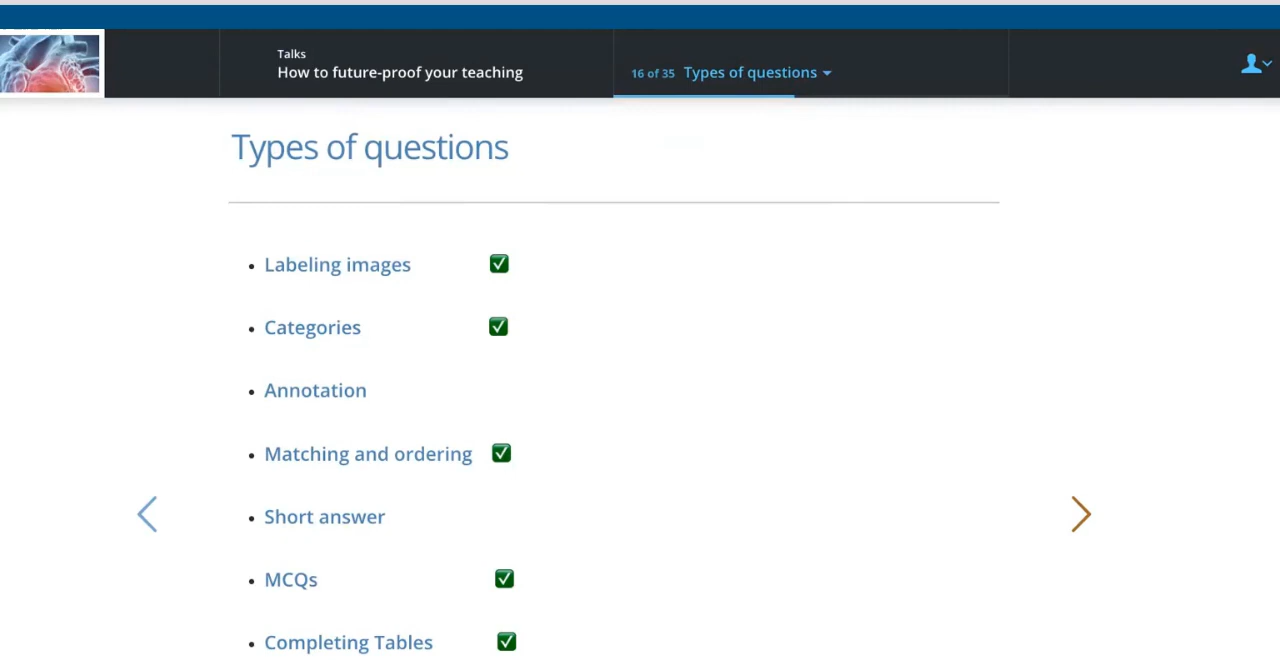 Talks
How to future-proof your teaching
16 of 35 Types of questions
Types of questions
Labeling images
Categories
Annotation
Matching and ordering
Short answer
MCQs
Completing Tables